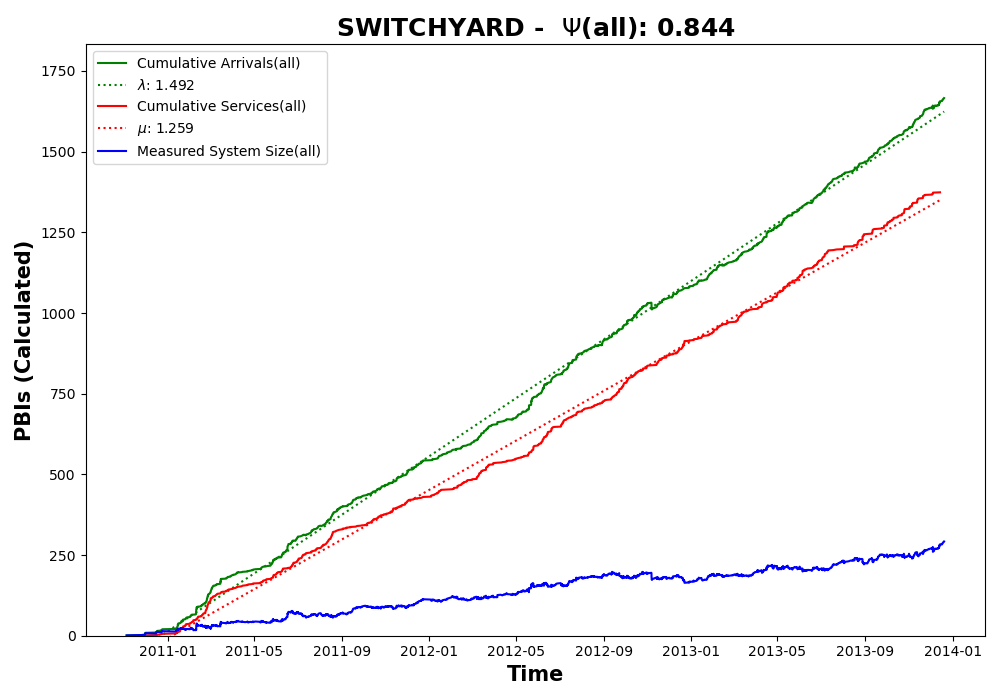 SWITCHYARD - Ψ(all): 0.844
Cumulative Arrivals(all)
λ: 1.492
Cumulative Services(all)
μ: 1.259
Measured System Size(all)
PBIs (Calculated)
1750
1500
1250
1000
750
500
250
0
2011-01 2011-05 2011-09 2012-01 2012-05 2012-09 2013-01 2013-05 2013-09 2014-01
Time